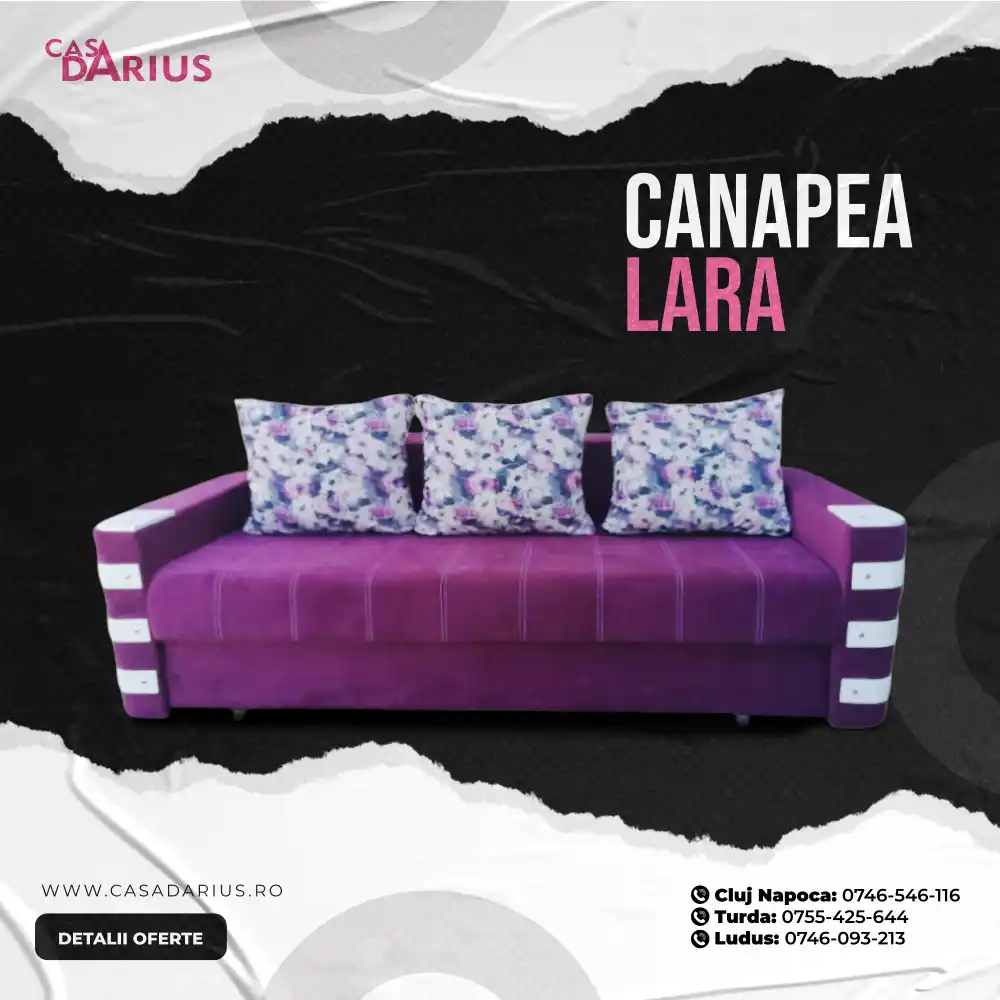 CASA
DARIUS
CANAPEA
LARA
WWW.CASADARIUS.RO
DETALII OFERTE
Cluj Napoca: 0746-546-116
Turda: 0755-425-644
Ludus: 0746-093-213